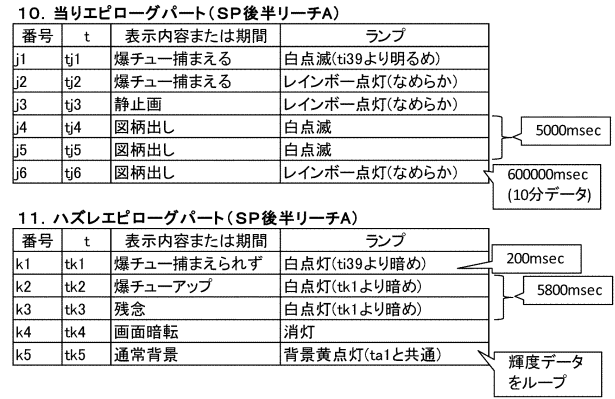 １０．当りエピローグパート（ＳＰ後半リーチＡ）
番号 t 表示内容または期間 ランプ
j1 tj1 爆チュー捕まえる 白点滅(ti39より明るめ)
j2 tj2 爆チュー捕まえる レインボー点灯(なめらか)
j3 tj3 静止画 レインボー点灯(なめらか)
j4 tj4 図柄出し 白点滅
j5 tj5 図柄出し 白点滅
j6 tj6 図柄出し レインボー点灯(なめらか)
5000msec
600000msec
(10分データ)
１１．ハズレエピローグパート（ＳＰ後半リーチＡ）
番号 t 表示内容または期間 ランプ
k1 tk1 爆チュー捕まえられず 白点灯(ti39より暗め)
k2 tk2 爆チューアップ 白点灯(tk1より暗め)
k3 tk3 残念 白点灯(tk1より暗め)
k4 tk4 画面暗転 消灯
k5 tk5 通常背景 背景黄点灯(ta1と共通)
200msec
5800msec
輝度データ
をループ